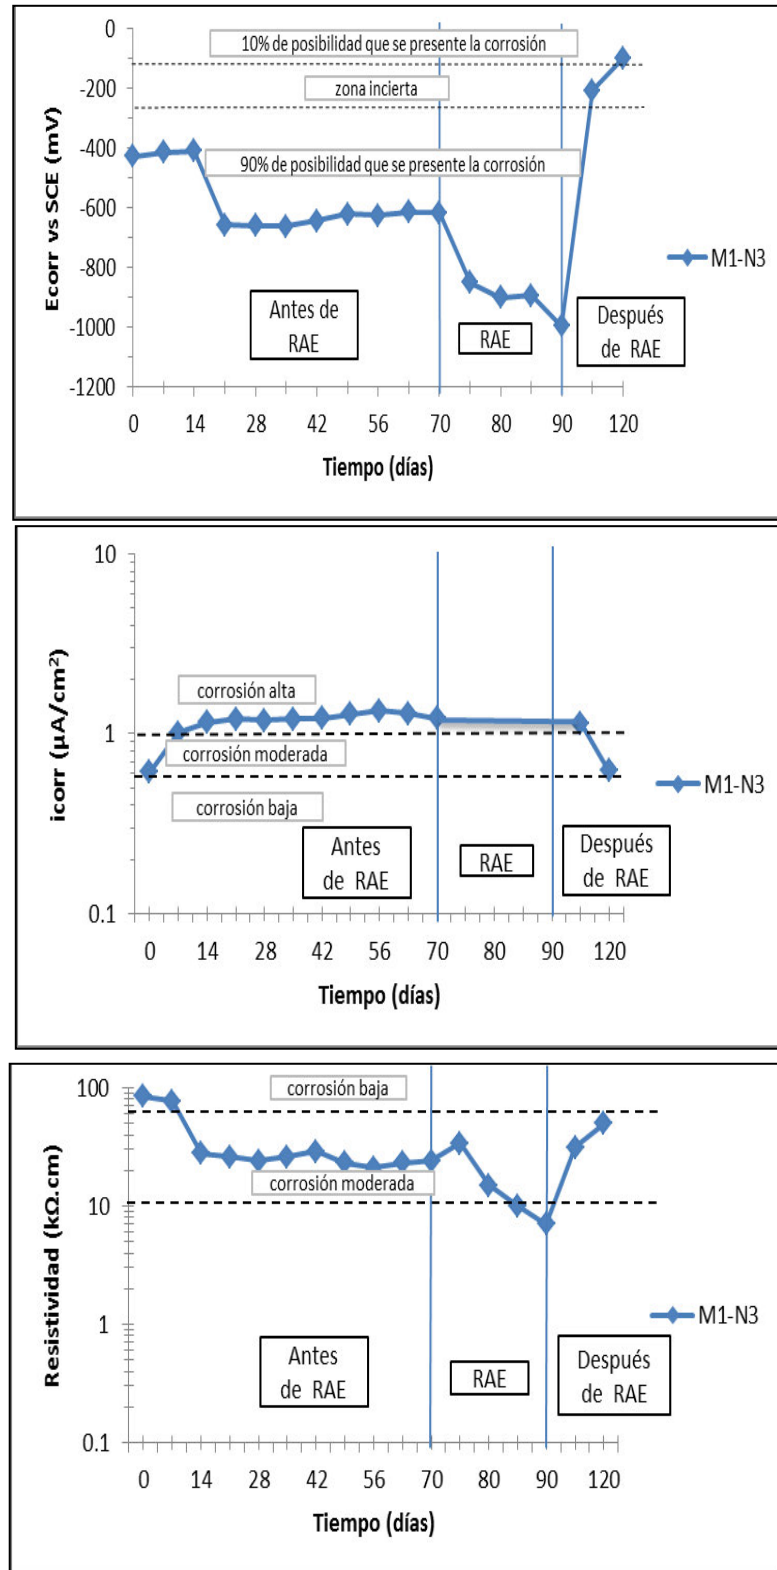 0
10% de posibilidad que se presente la corrosión
-200
zona incierta
-400
90% de posibilidad que se presente la corrosión
-600
-800
-1000
-1200
Ecorr vs SCE (mV)
M1-N3
Antes de
RAE
RAE
Después
de RAE
0 14 28 42 56 70 80 90 120
Tiempo (días)
10
1
0.1
icorr (µA/cm²)
corrosión alta
corrosión moderada
corrosión baja
M1-N3
Antes
de RAE
RAE
Después
de RAE
0 14 28 42 56 70 80 90 120
Tiempo (días)
100
10
1
0.1
Resistividad (kΩ.cm)
corrosión baja
corrosión moderada
M1-N3
Antes
de RAE
RAE
Después
de RAE
0 14 28 42 56 70 80 90 120
Tiempo (días)